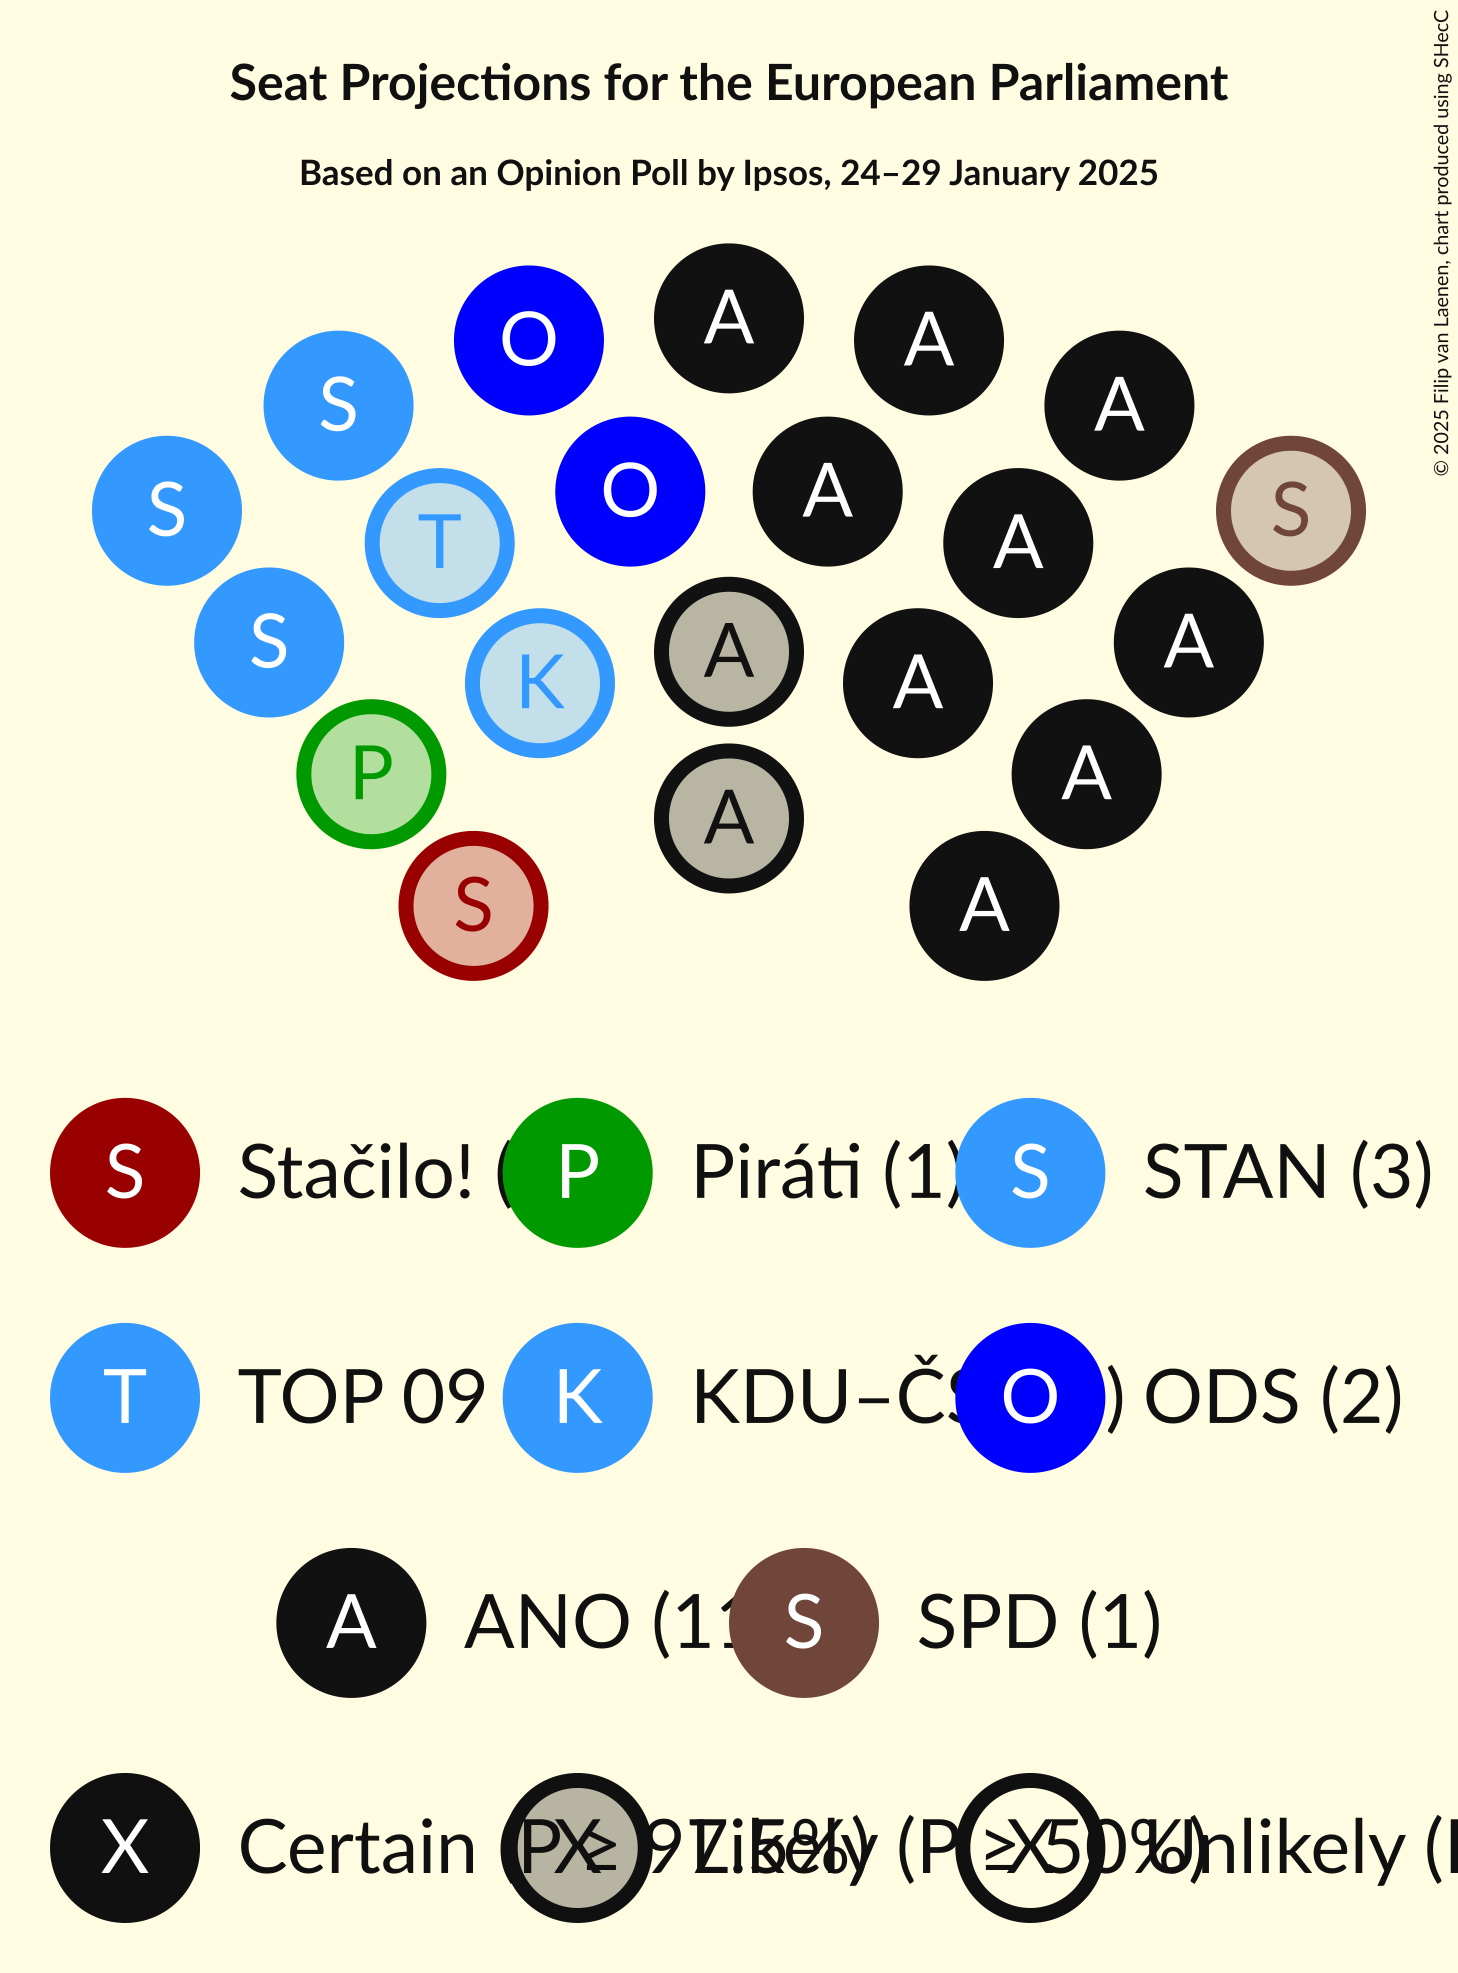 Seat Projections for the European Parliament
Based on an Opinion Poll by Ipsos, 24–29 January 2025
© 2025 Filip van Laenen, chart produced using SHecC
A
O A
S A
S O A S
T A
S A A
K A
P A A
S A
S Stačilo! ( P Piráti (1) S STAN (3)
T TOP 09 K KDU–ČS O ) ODS (2)
A ANO (11 S SPD (1)
X Certain (P ≥ 97.5%) X Likely (P ≥ 50%) X Unlikely (